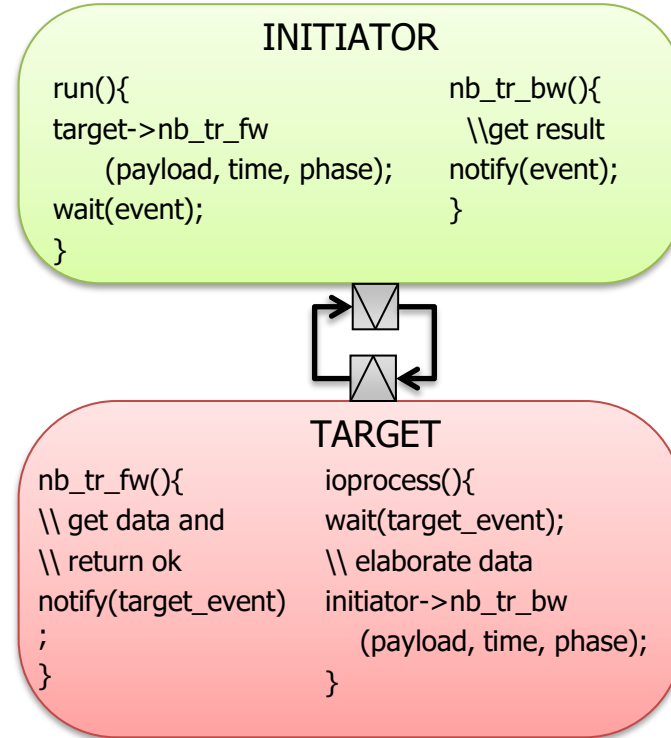 INITIATOR
run(){
target->nb_tr_fw
(payload, time, phase);
wait(event);
}
nb_tr_bw(){
\\get result
notify(event);
}
TARGET
nb_tr_fw(){
\\ get data and
\\ return ok
notify(target_event)
;
}
ioprocess(){
wait(target_event);
\\ elaborate data
initiator->nb_tr_bw
(payload, time, phase);
}